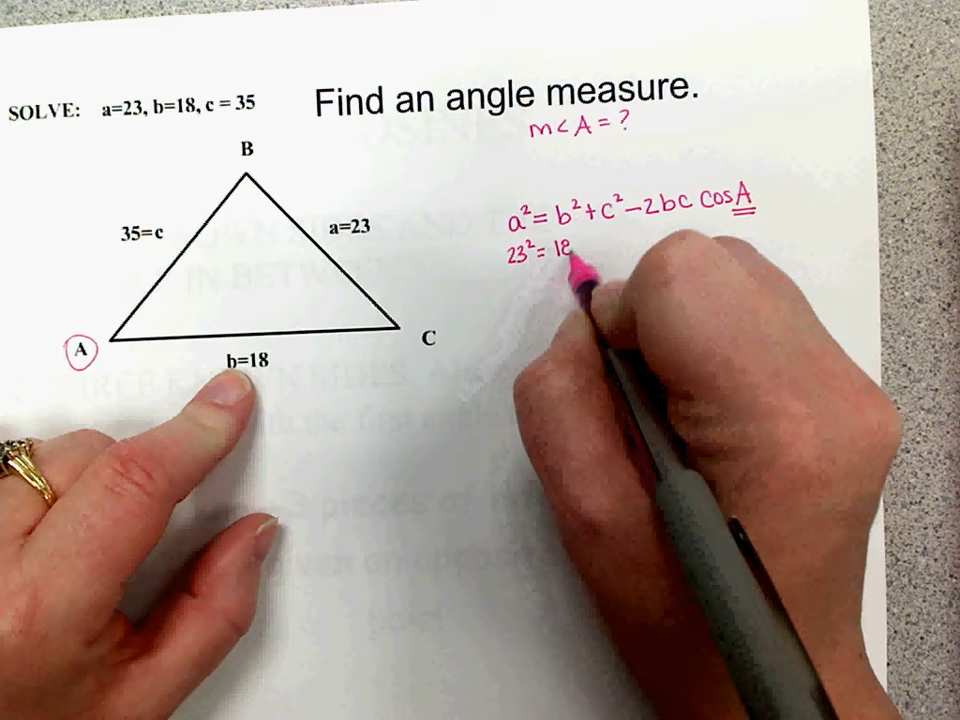 SOLVE: a=23, b=18, c = 35
Find an angle measure.
m<A = ?
B
35=c
a=23
a² = b² + c² - 2bc cos A
23² = 18
A
C
b=18